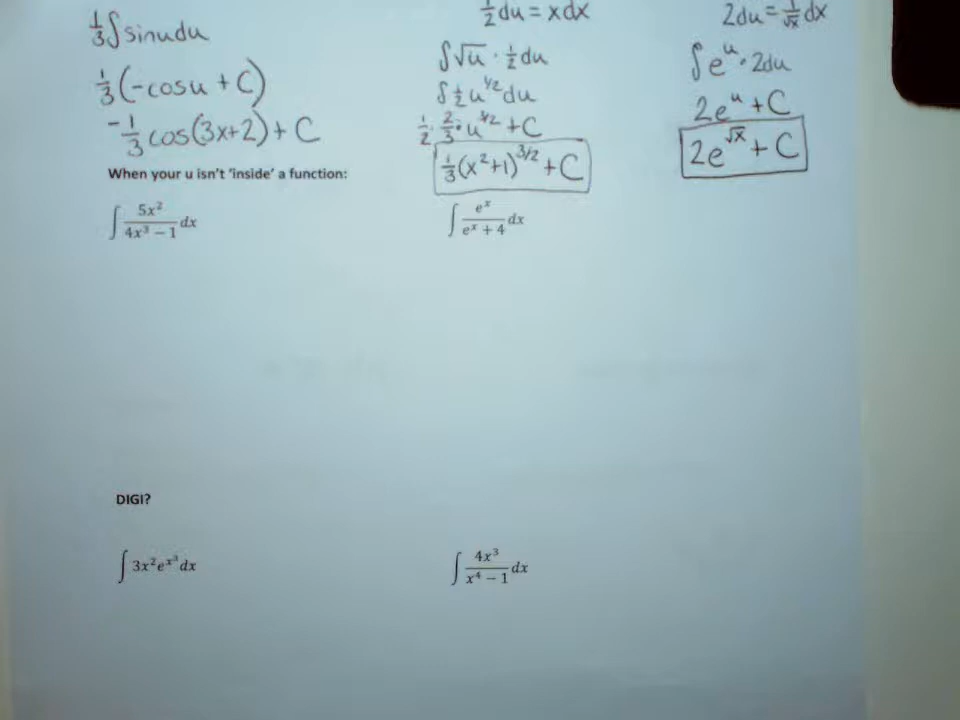 1/3 ∫ sinudu
1/3 (-cosu + C)
-1/3 cos(3x+2) + C
1/2 du = x dx
∫ √u · 1/2 du
∫ 1/2 u^1/2 du
1/2 · 2/3 · u^3/2 + C
1/3 (x²+1)^3/2 + C
2du = 1/√x dx
∫ e^u · 2du
2e^u + C
2e^√x + C
When your u isn't 'inside' a function:
∫ 5x²/(4x³ − 1) dx
∫ e^x/(e^x + 4) dx
DIGI?
∫ 3x²e^x³ dx
∫ 4x³/(x⁴ − 1) dx